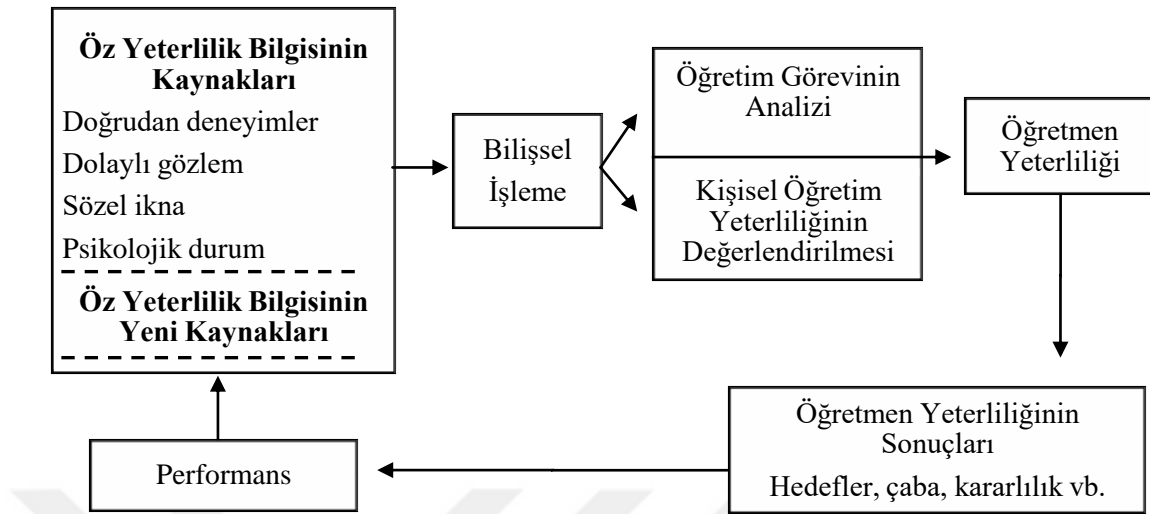 Öz Yeterlilik Bilgisinin
Kaynakları
Doğrudan deneyimler
Dolaylı gözlem
Sözel ikna
Psikolojik durum
Öz Yeterlilik Bilgisinin
Yeni Kaynakları
Bilişsel
İşleme
Öğretim Görevinin
Analizi
Kişisel Öğretim
Yeterliliğinin
Değerlendirilmesi
Öğretmen
Yeterliliği
Öğretmen Yeterliliğinin
Sonuçları
Hedefler, çaba, kararlılık vb.
Performans